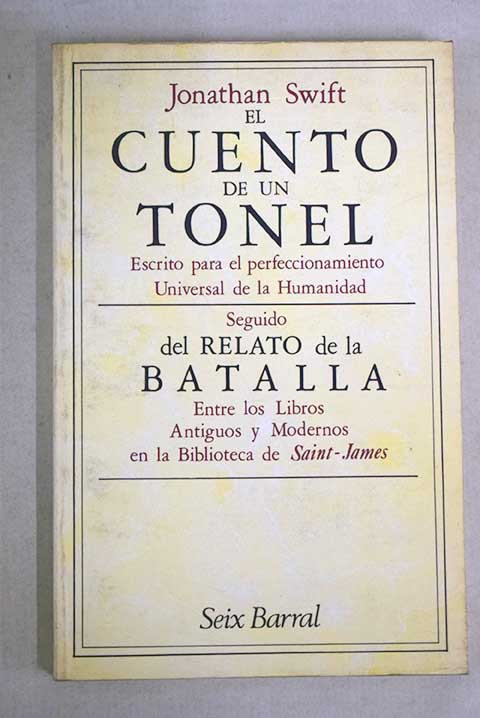 Jonathan Swift
EL
CUENTO
DE UN
TONEL
Escrito para el perfeccionamiento
Universal de la Humanidad
Seguido
del RELATO de la
BATALLA
Entre los Libros
Antiguos y Modernos
en la Biblioteca de Saint-James
Seix Barral